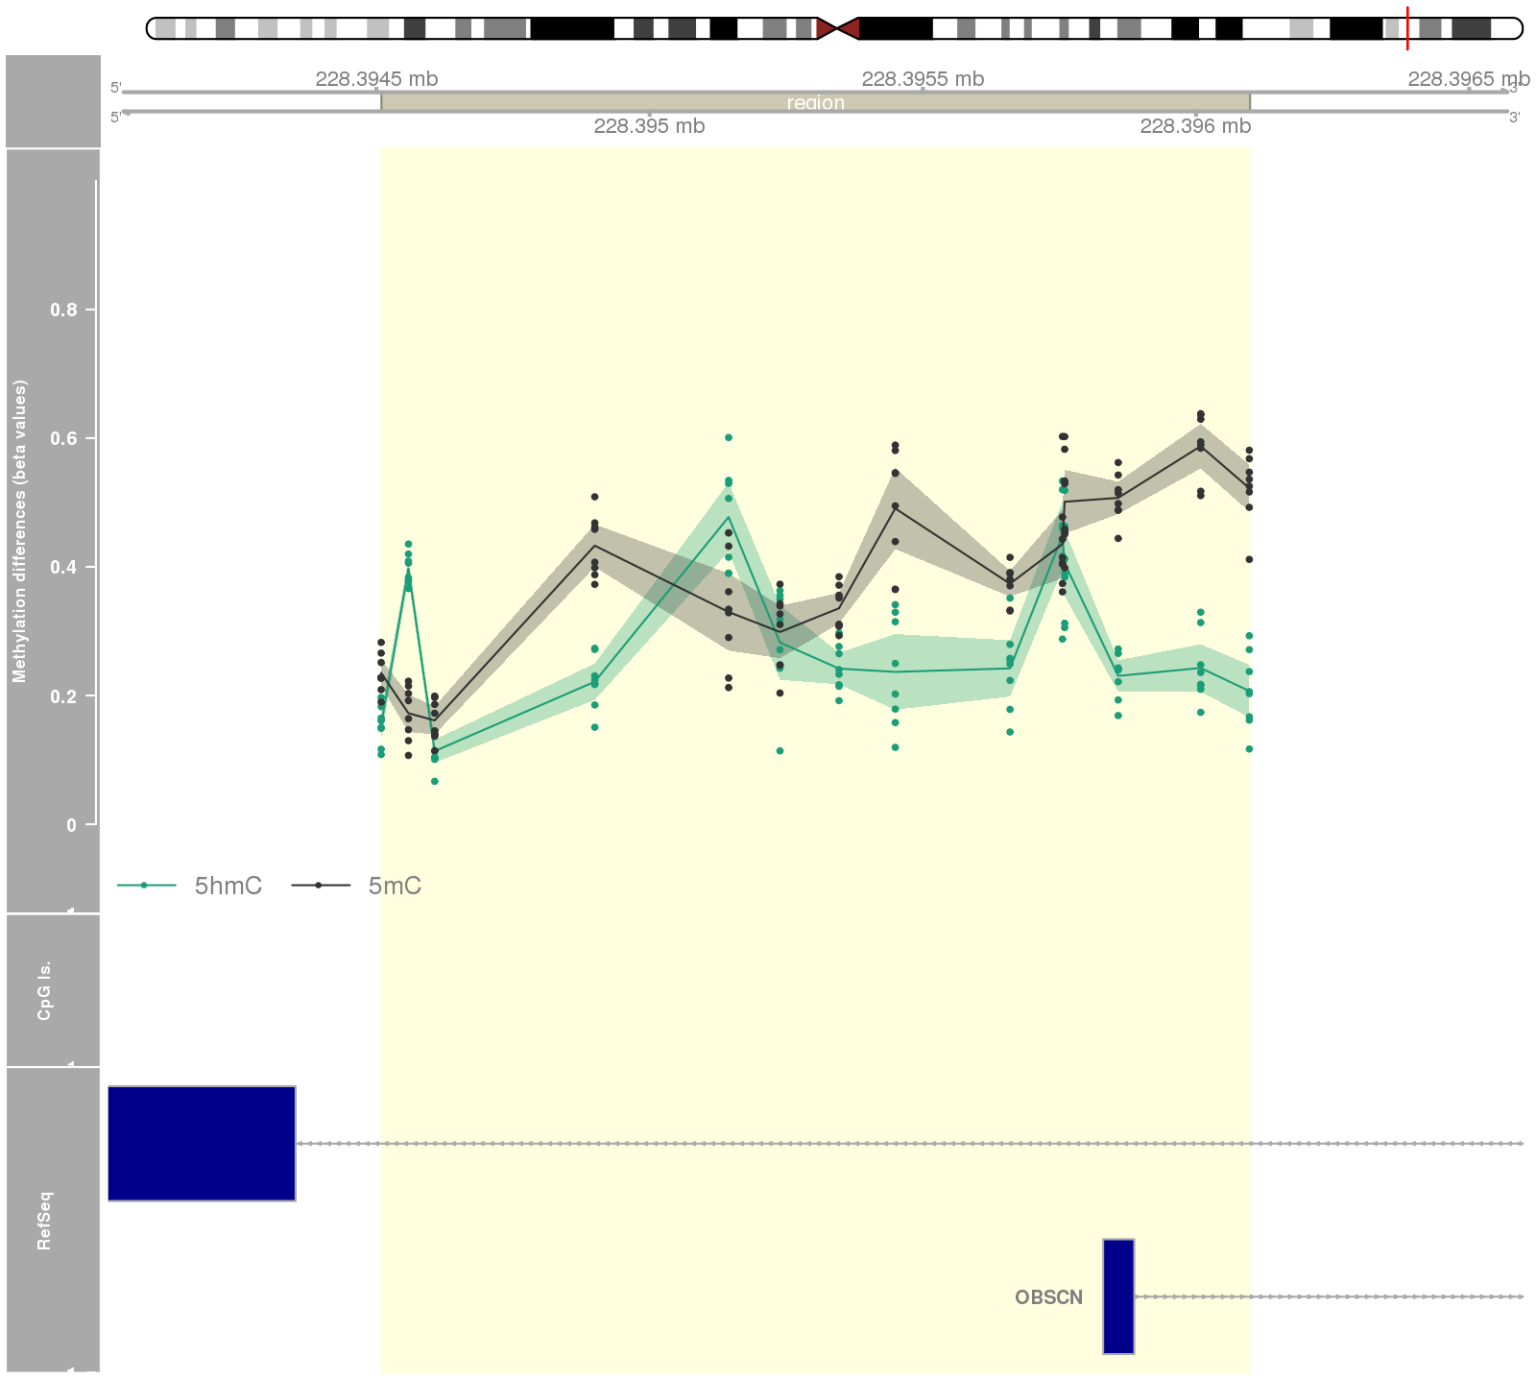 228.3945 mb
228.3955 mb
228.3965 mb
5'
3'
region
5'
3'
228.395 mb
228.396 mb
Methylation differences (beta values)
0.8
0.6
0.4
0.2
0
5hmC
5mC
CpG Is.
RefSeq
OBSCN